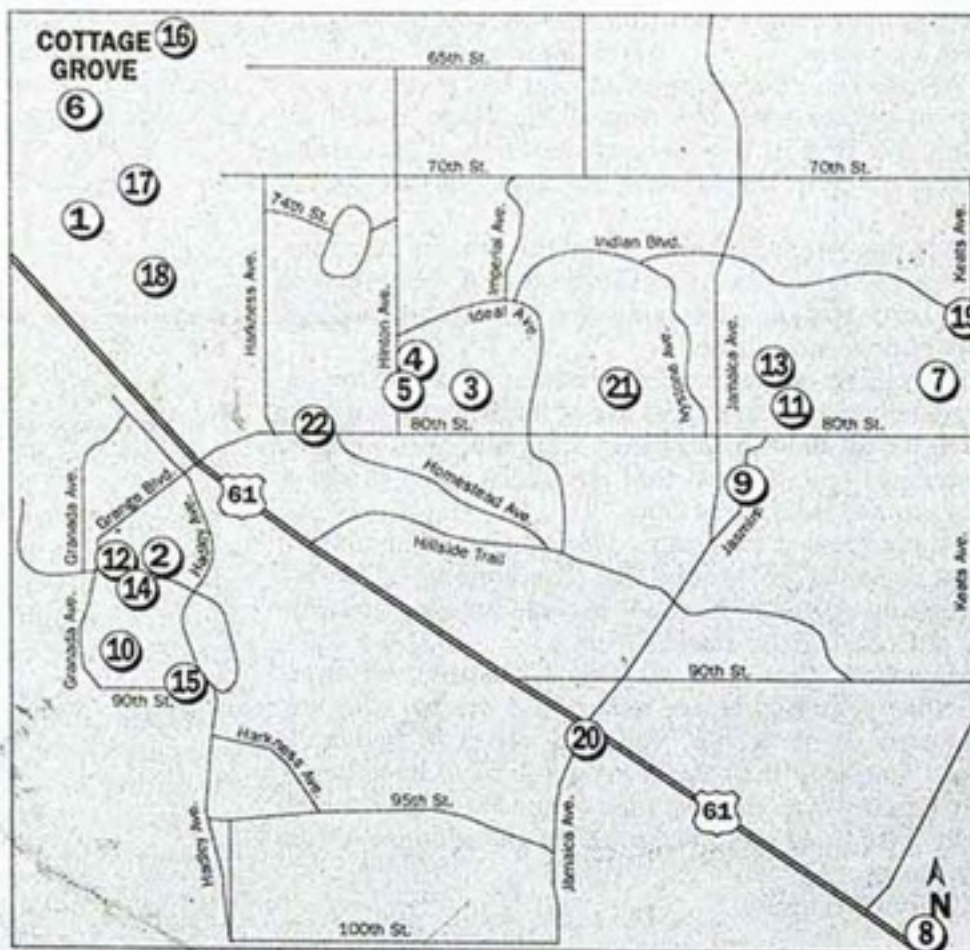 COTTAGE
GROVE
16
6
65th St.
17
70th St.
70th St.
1
74th St.
Imperial Ave.
Indian Blvd.
Keats Ave.
18
Harkness Ave.
Hinton Ave.
Ideal Ave.
19
4
13
7
5
3
21
Jamaica Ave.
11
22
80th St.
80th St.
61
Grange Blvd.
Homestead Ave.
9
Granada Ave.
Hadley Ave.
Hillside Trail
Jasmine
12
2
14
Keats Ave.
Granada Ave.
10
15
90th St.
90th St.
20
Harkness Ave.
95th St.
61
Hadley Ave.
Jamaica Ave.
N
100th St.
8